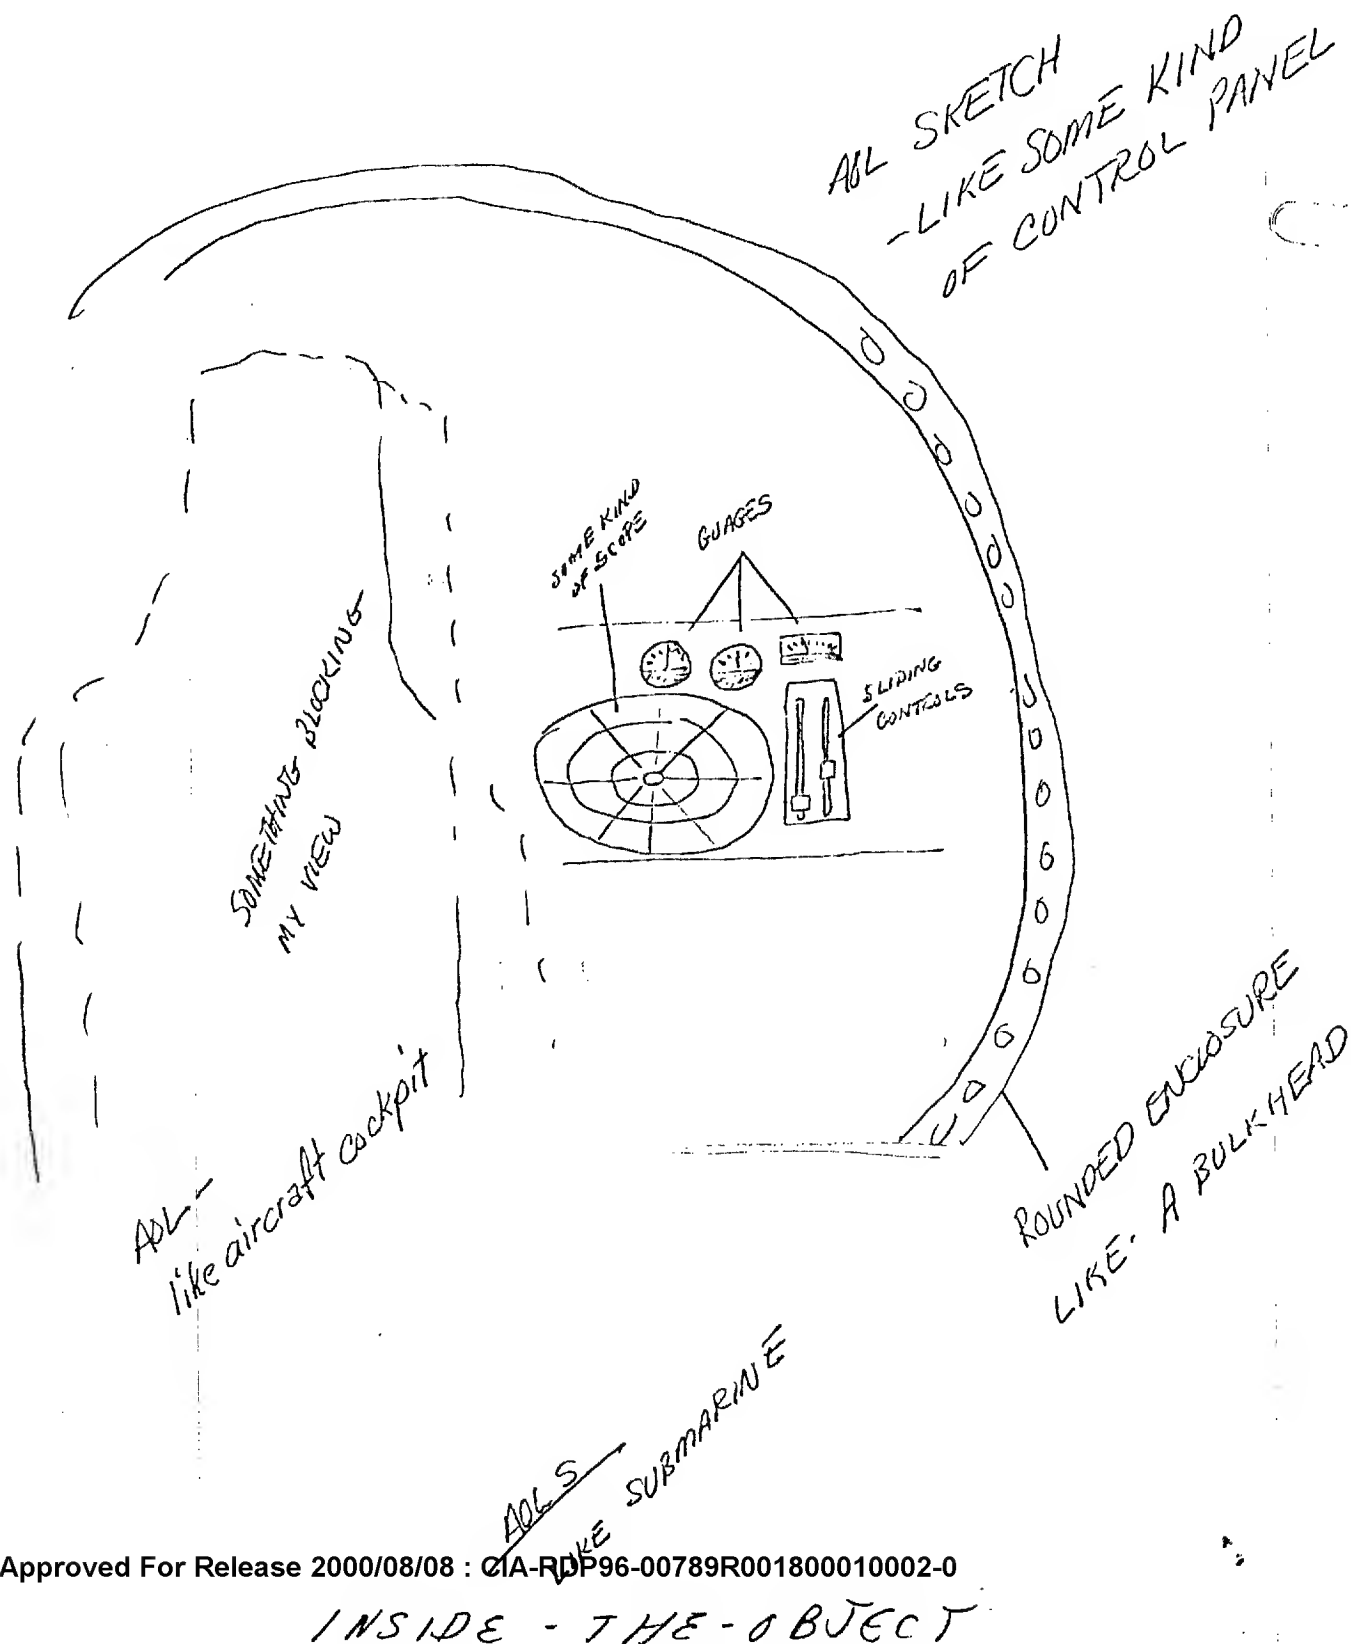 AOL SKETCH
- LIKE SOME KIND
OF CONTROL PANEL
SOME KIND
OF SCOPE
GUAGES
SLIDING
CONTROLS
SOMETHING BLOCKING
MY VIEW
AOL --
like aircraft cockpit
ROUNDED ENCLOSURE
LIKE A BULKHEAD
AOL S
LIKE SUBMARINE
Approved For Release 2000/08/08 : CIA-RDP96-00789R001800010002-0
INSIDE - THE - OBJECT